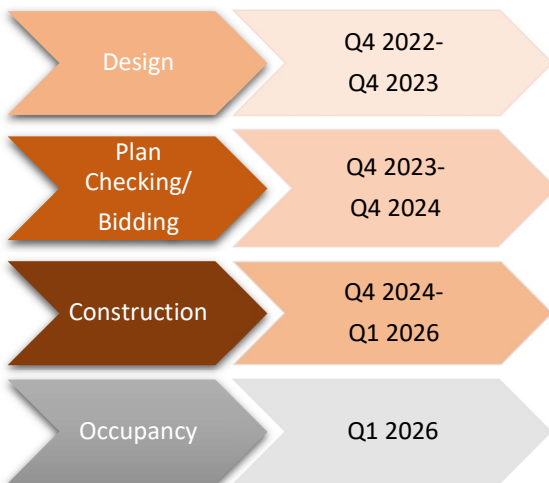 Design
Q4 2022-
Q4 2023
Plan
Checking/
Bidding
Q4 2023-
Q4 2024
Construction
Q4 2024-
Q1 2026
Occupancy
Q1 2026